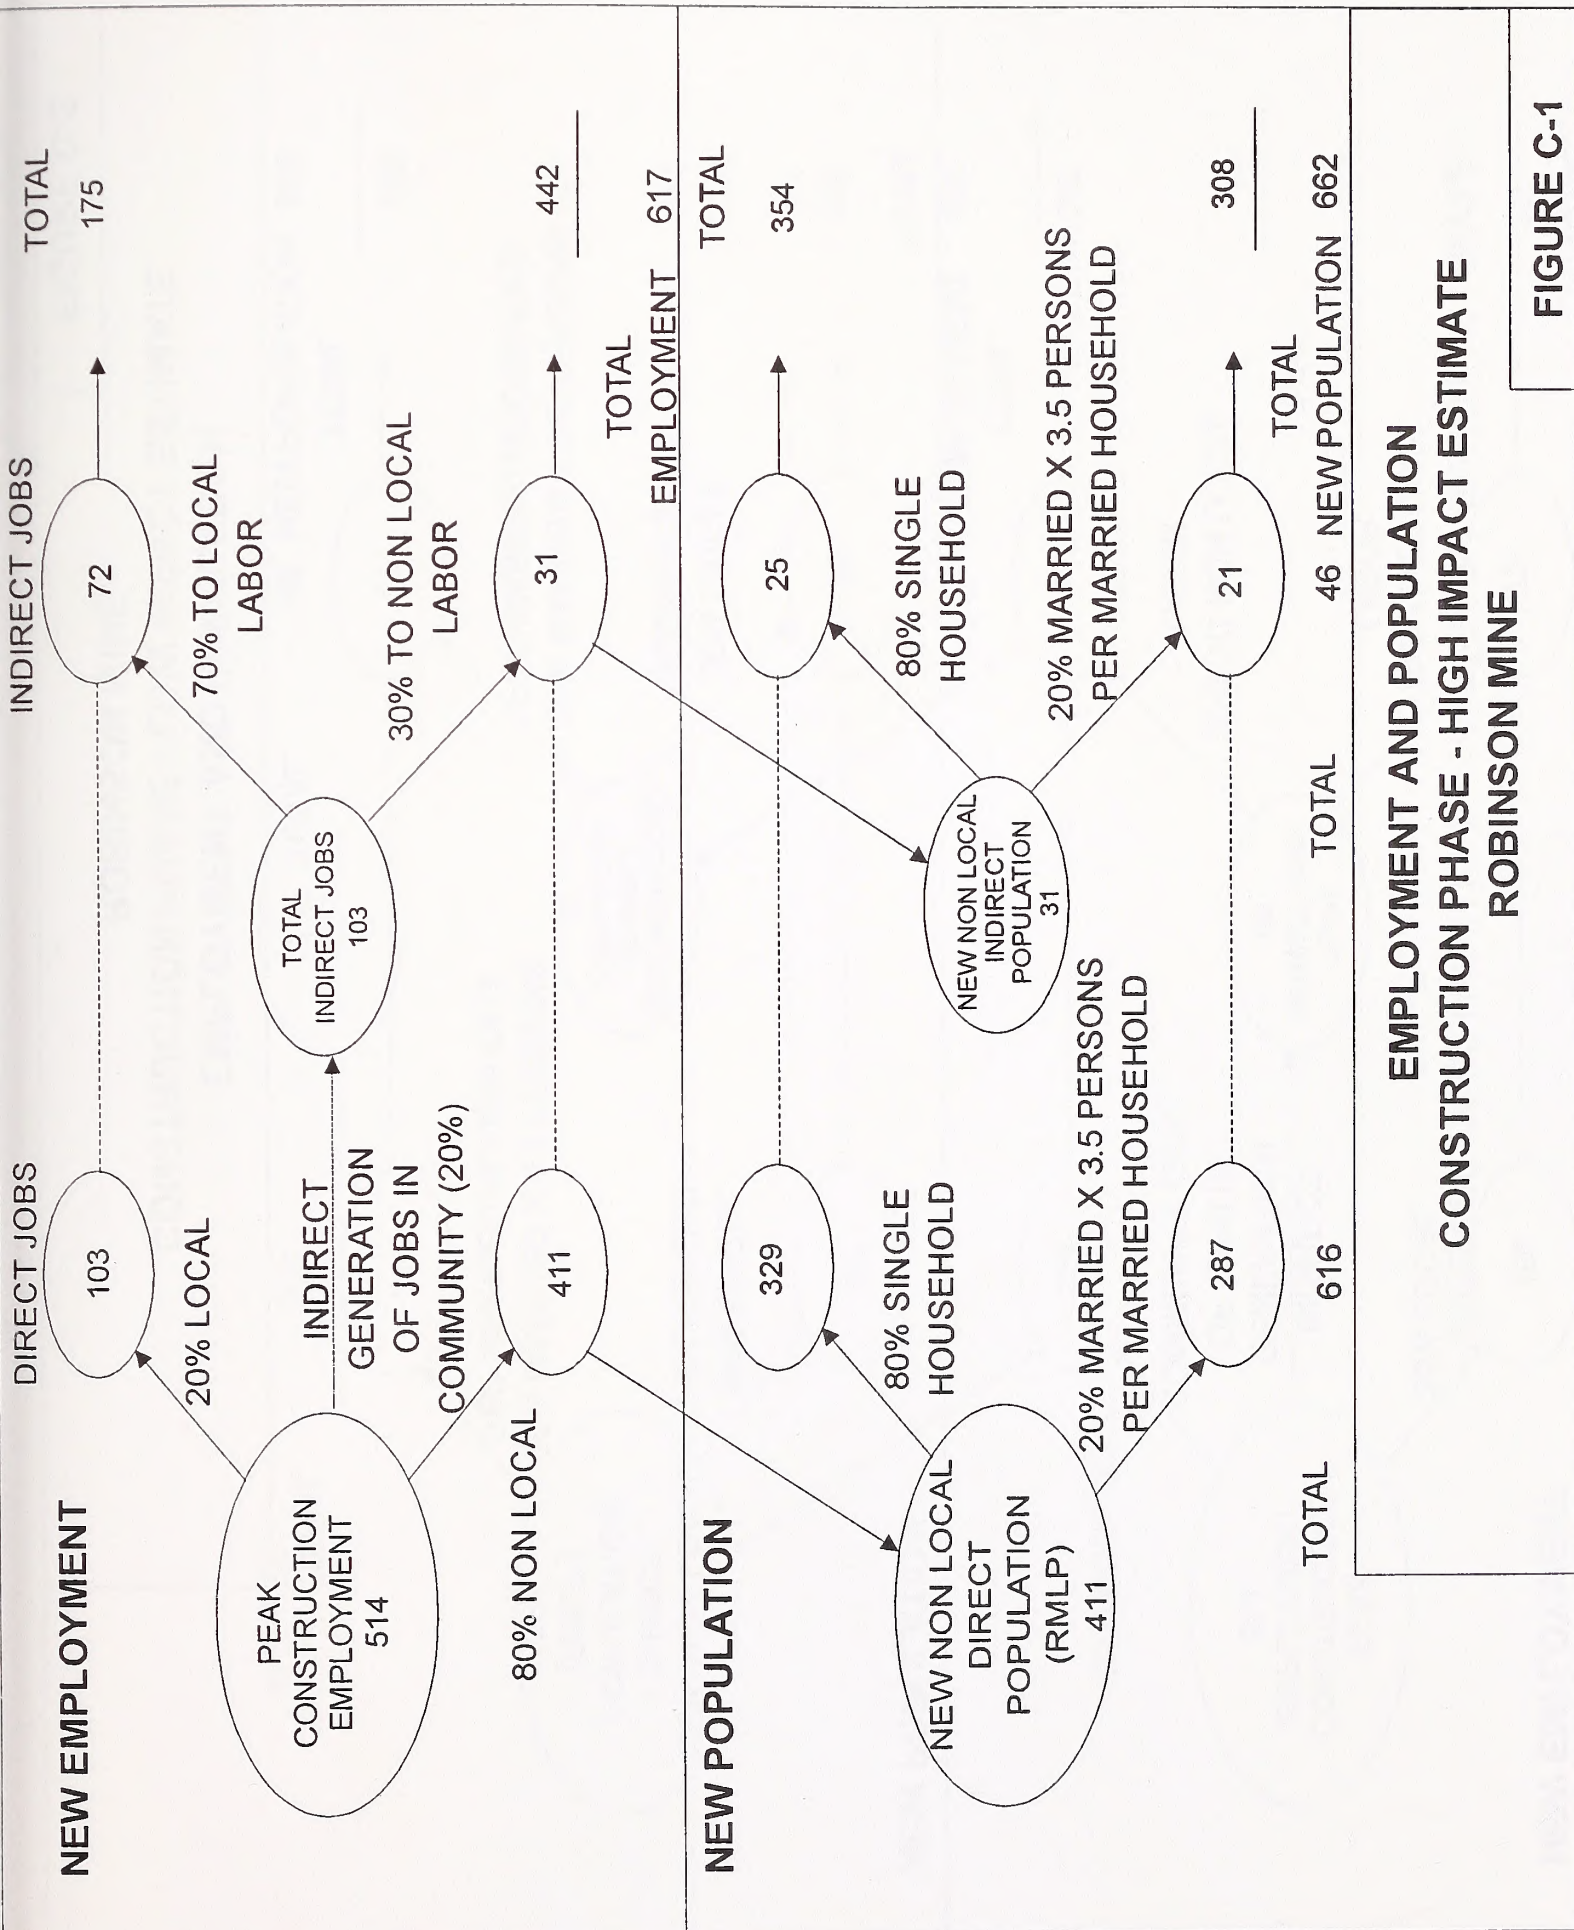 NEW EMPLOYMENT
DIRECT JOBS
INDIRECT JOBS
TOTAL
103
72
175
20% LOCAL
70% TO LOCAL
LABOR
PEAK
CONSTRUCTION
EMPLOYMENT
514
INDIRECT
GENERATION
OF JOBS IN
COMMUNITY (20%)
TOTAL
INDIRECT JOBS
103
30% TO NON LOCAL
LABOR
80% NON LOCAL
411
31
442
TOTAL
EMPLOYMENT 617
NEW POPULATION
TOTAL
329
25
354
80% SINGLE
HOUSEHOLD
80% SINGLE
HOUSEHOLD
NEW NON LOCAL
DIRECT
POPULATION
(RMLP)
411
NEW NON LOCAL
INDIRECT
POPULATION
31
20% MARRIED X 3.5 PERSONS
PER MARRIED HOUSEHOLD
20% MARRIED X 3.5 PERSONS
PER MARRIED HOUSEHOLD
287
21
308
TOTAL
TOTAL 616 TOTAL 46 NEW POPULATION 662
EMPLOYMENT AND POPULATION
CONSTRUCTION PHASE - HIGH IMPACT ESTIMATE
ROBINSON MINE
FIGURE C-1